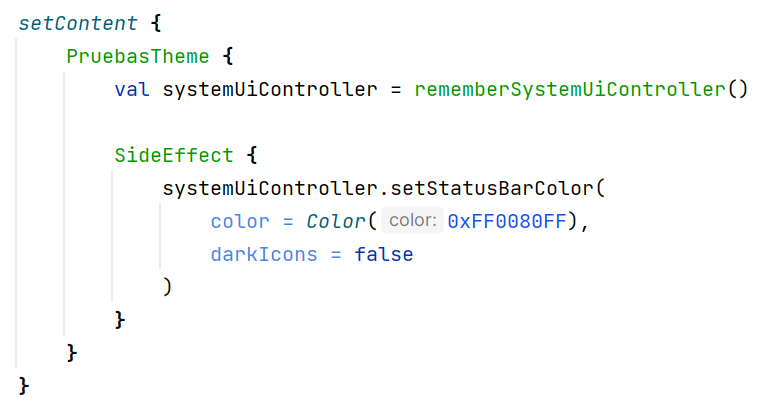 setContent {
PruebasTheme {
val systemUiController = rememberSystemUiController()
SideEffect {
systemUiController.setStatusBarColor(
color = Color( color: 0xFF0080FF),
darkIcons = false
)
}
}
}